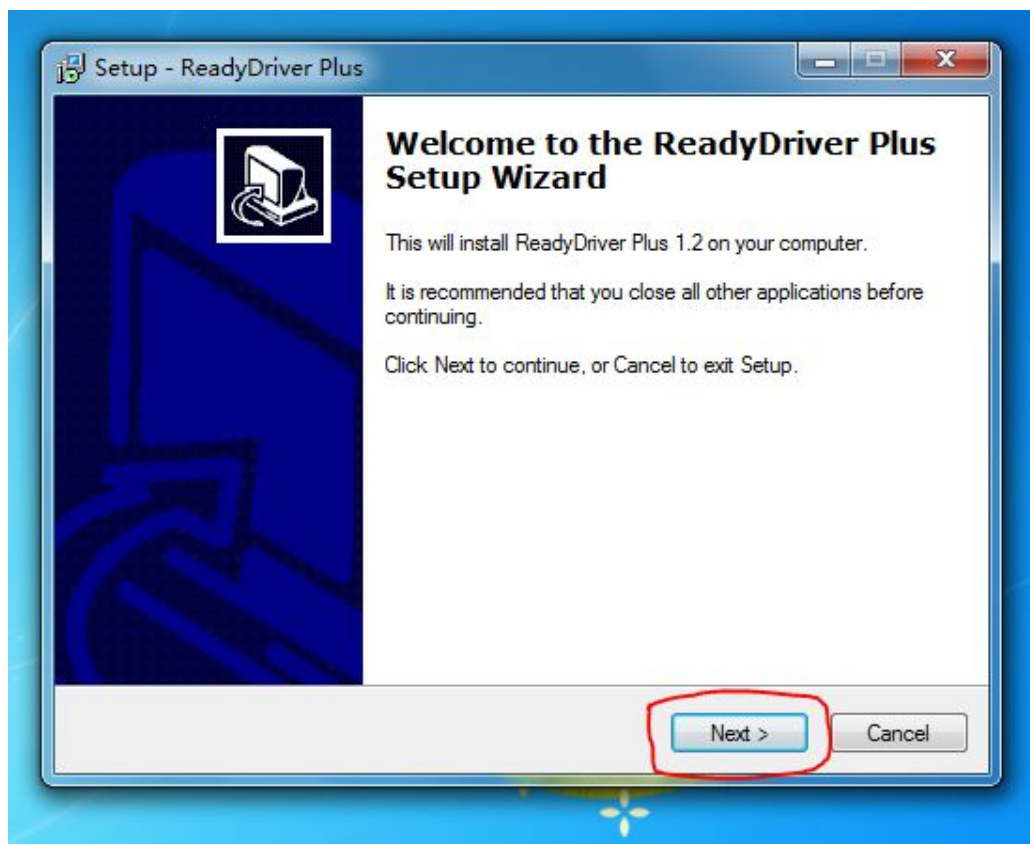 Setup - ReadyDriver Plus
Welcome to the ReadyDriver Plus
Setup Wizard
This will install ReadyDriver Plus 1.2 on your computer.
It is recommended that you close all other applications before
continuing.
Click Next to continue, or Cancel to exit Setup.
Next >
Cancel